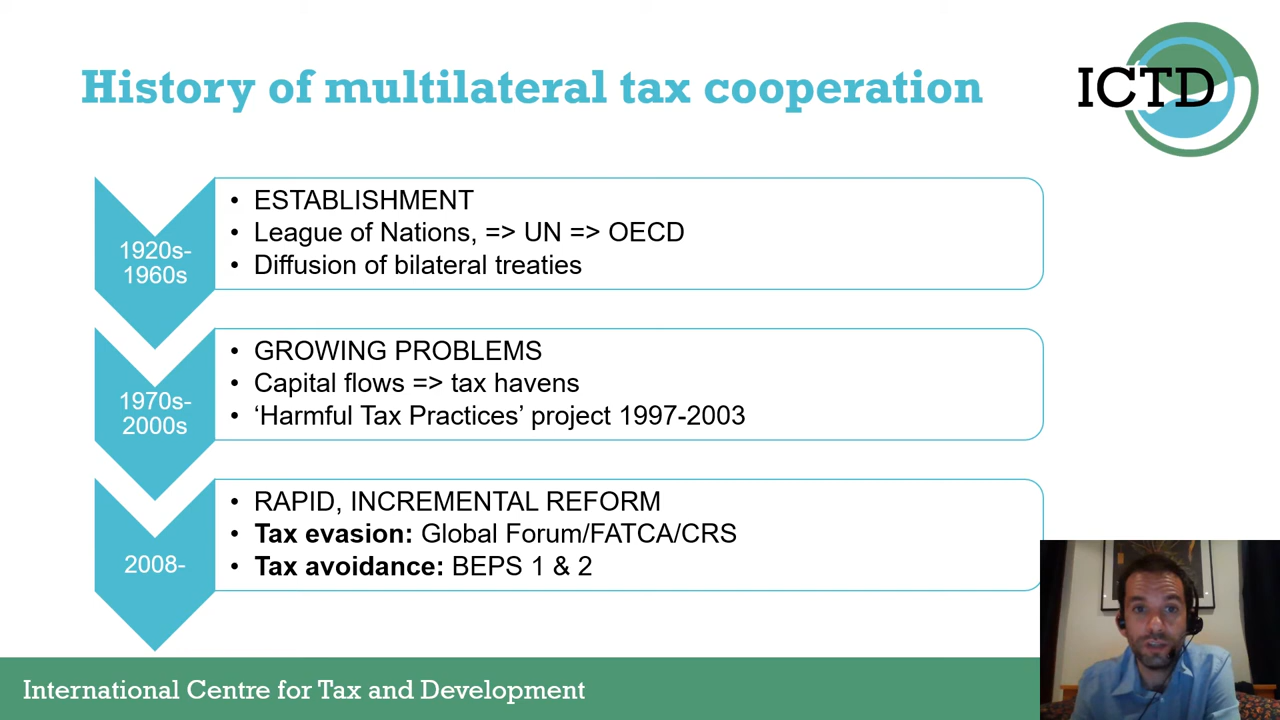 History of multilateral tax cooperation
ICTD
1920s-
1960s
• ESTABLISHMENT
• League of Nations, => UN => OECD
• Diffusion of bilateral treaties
1970s-
2000s
• GROWING PROBLEMS
• Capital flows => tax havens
• ‘Harmful Tax Practices’ project 1997-2003
2008-
• RAPID, INCREMENTAL REFORM
• Tax evasion: Global Forum/FATCA/CRS
• Tax avoidance: BEPS 1 & 2
International Centre for Tax and Development